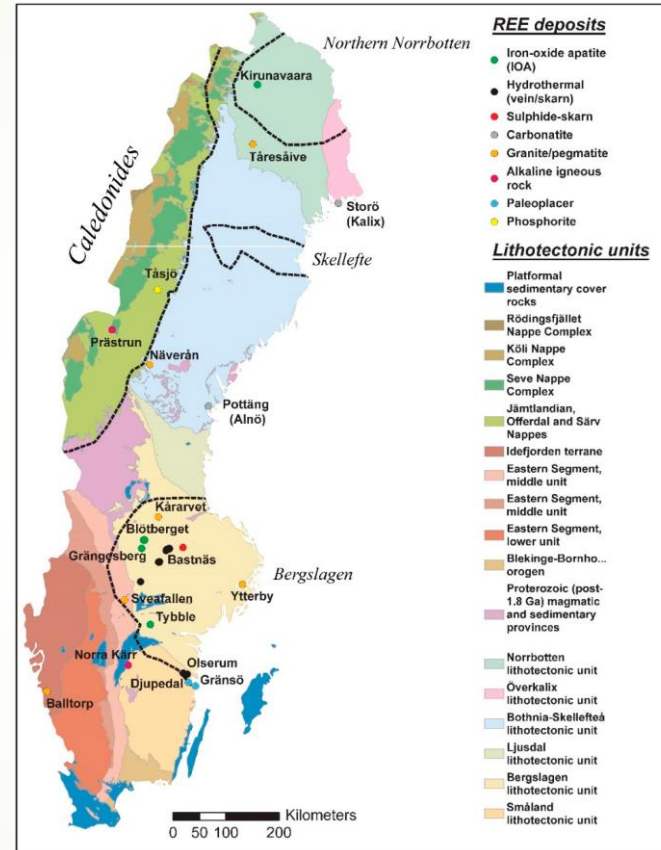 Northern Norrbotten
Kirunavaara
Tåresåive
Caledonides
Storö
(Kalix)
Skellefte
Tåsjö
Prästrun
Näverån
Pottäng
(Alnö)
Kårarvet
Blötberget
Grängesberg
Bastnäs
Bergslagen
Ytterby
Sveafallen
Tybble
Norra Kärr
Olserum
Djupedal
Gränsö
Balltorp
Kilometers
0 50 100 200
REE deposits
Iron-oxide apatite
(IOA)
Hydrothermal
(vein/skarn)
Sulphide-skarn
Carbonatite
Granite/pegmatite
Alkaline igneous
rock
Paleoplacer
Phosphorite
Lithotectonic units
Platformal
sedimentary cover
rocks
Rödingsfjället
Nappe Complex
Köli Nappe
Complex
Seve Nappe
Complex
Jämtlandian,
Offerdal and Särv
Nappes
Idefjorden terrane
Eastern Segment,
middle unit
Eastern Segment,
middle unit
Eastern Segment,
lower unit
Blekinge-Bornho...
orogen
Proterozoic (post-
1.8 Ga) magmatic
and sedimentary
provinces
Norrbotten
lithotectonic unit
Överkalix
lithotectonic unit
Bothnia-Skellefteå
lithotectonic unit
Ljusdal
lithotectonic unit
Bergslagen
lithotectonic unit
Småland
lithotectonic unit